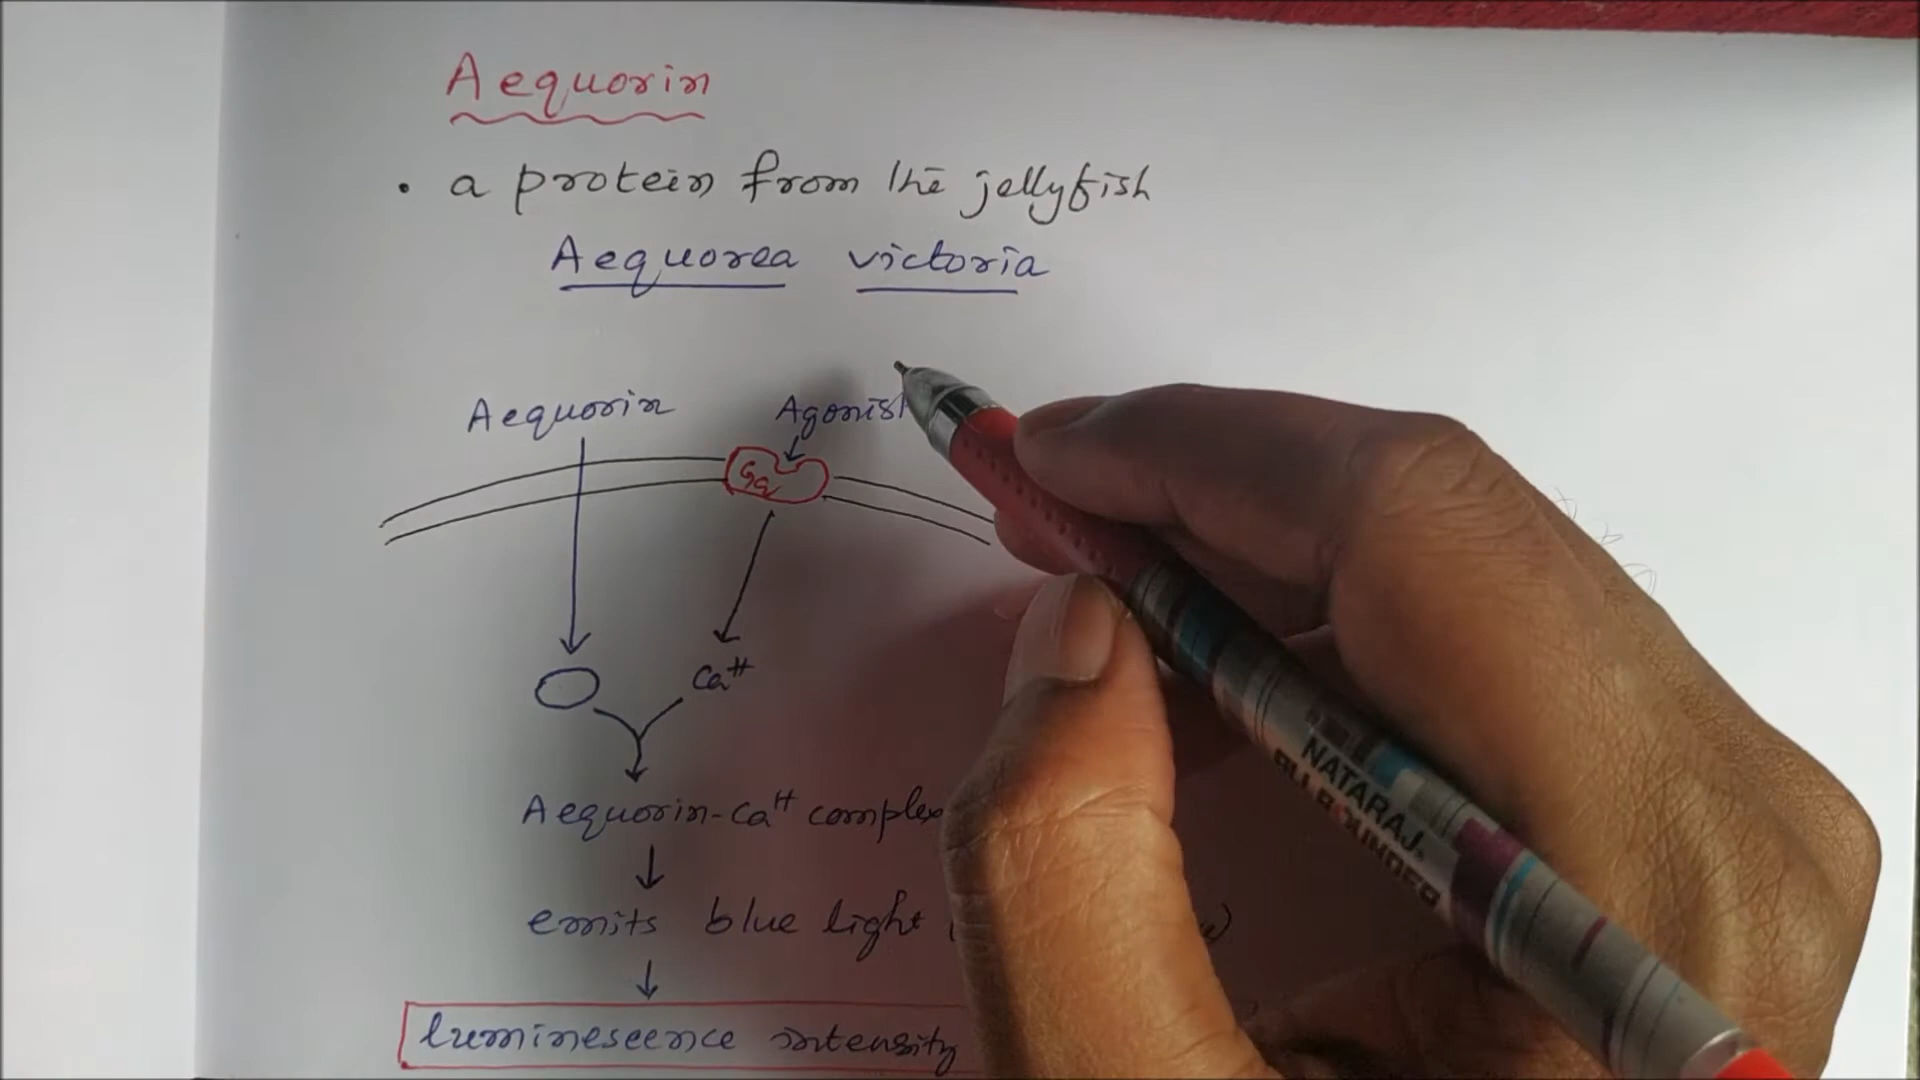 Aequorin
• a protein from the jellyfish
Aequorea victoria
Aequorin Agonist
Gq
Ca++
Aequorin-Ca++ complex
emits blue light (
luminescence intensity
NATARAJ